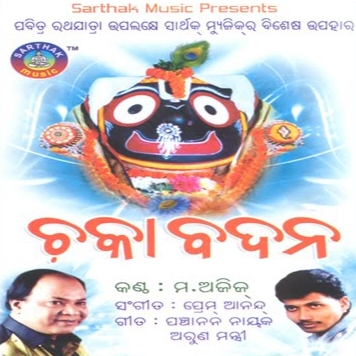 Sarthak Music Presents
ପବିତ୍ର ରଥଯାତ୍ରା ଉପଲକ୍ଷେ ସାର୍ଥକ୍ ମ୍ୟୁଜିକ୍‌ର ବିଶେଷ ଉପହାର
SARTHAK music TM
ଚକା ବଦନ
କଣ୍ଠ : ମ.ଅଜିଜ୍
ସଂଗୀତ : ପ୍ରେମ୍ ଆନନ୍ଦ୍
ଗୀତ : ପଞ୍ଚାନନ ନାୟକ
ଅରୁଣ ମନ୍ତ୍ରୀ